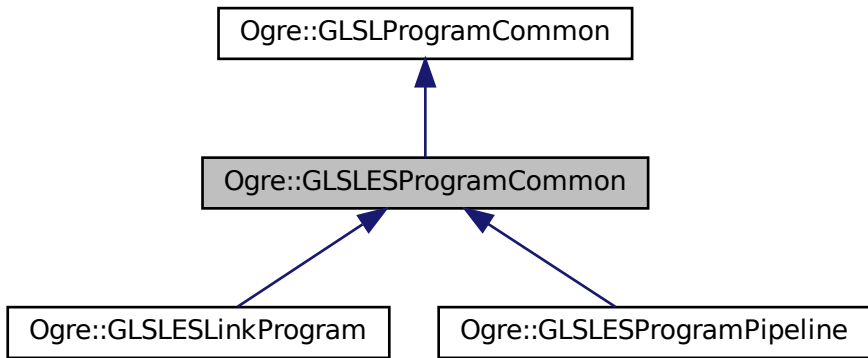 Ogre::GLSLProgramCommon
Ogre::GLSLESProgramCommon
Ogre::GLSLESLinkProgram
Ogre::GLSLESProgramPipeline